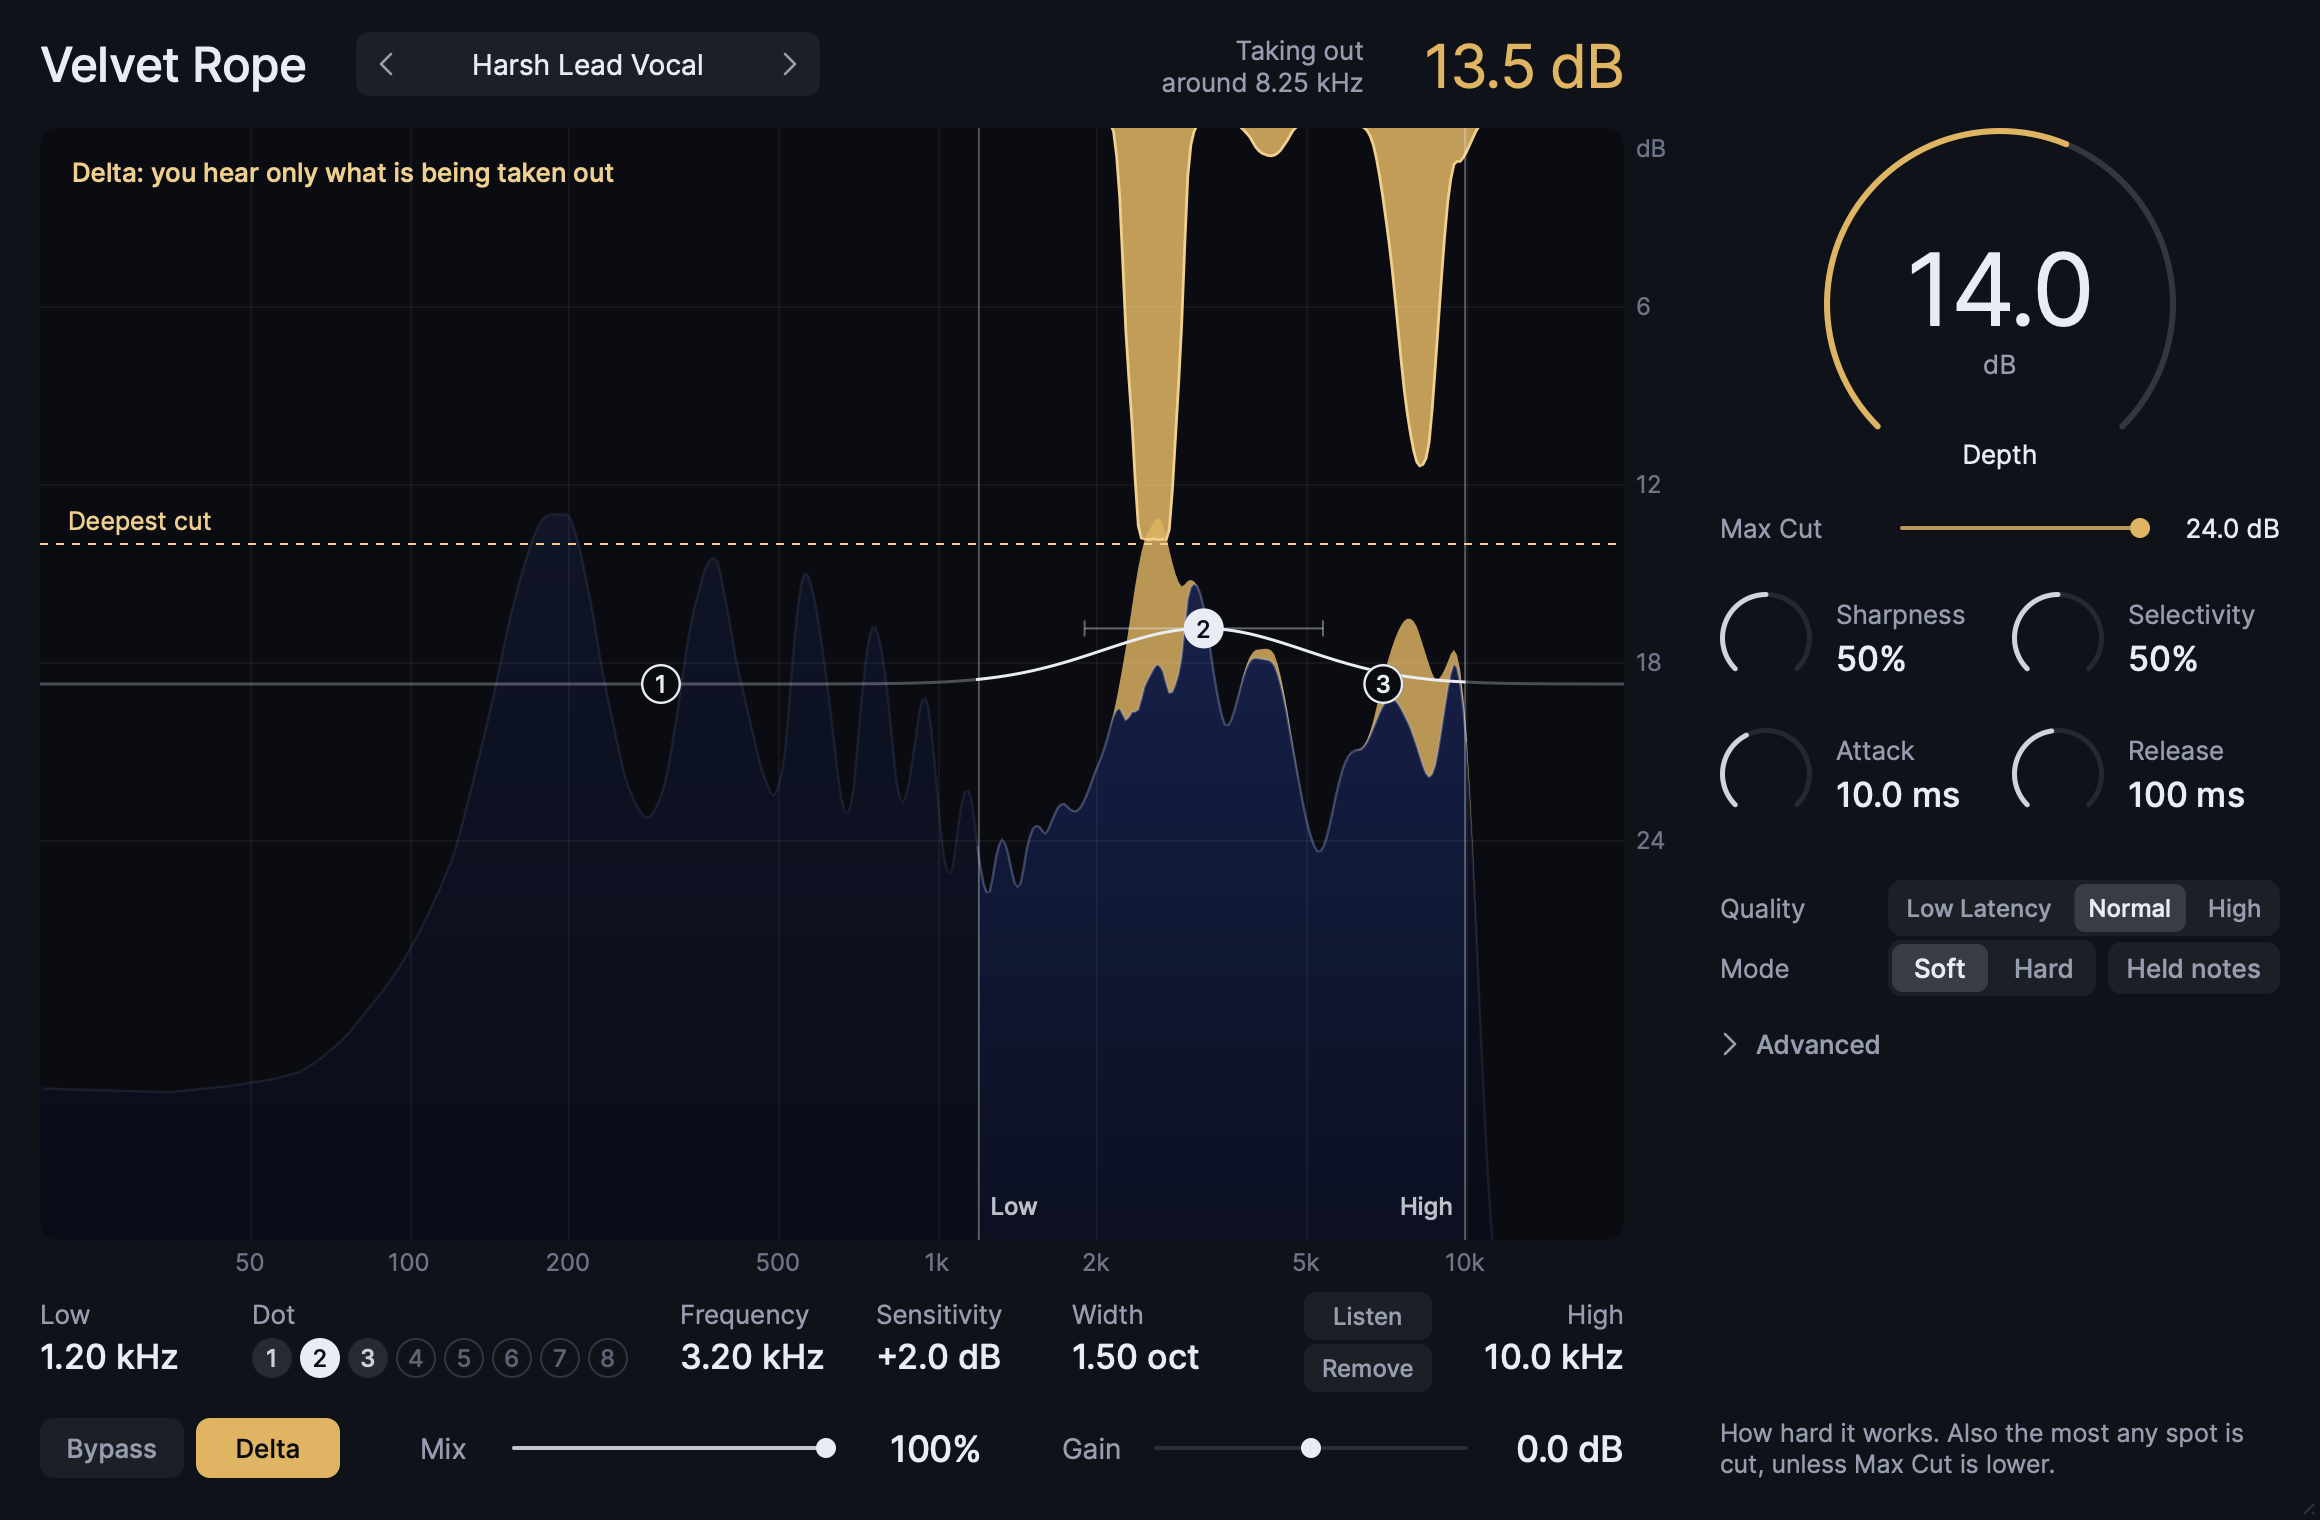 Velvet Rope
Harsh Lead Vocal
Taking out
around 8.25 kHz
13.5 dB
Delta: you hear only what is being taken out
dB
6
12
18
24
Deepest cut
1
2
3
Low
High
50
100
200
500
1k
2k
5k
10k
14.0
dB
Depth
Max Cut
24.0 dB
Sharpness
50%
Selectivity
50%
Attack
10.0 ms
Release
100 ms
Quality
Low Latency
Normal
High
Mode
Soft
Hard
Held notes
Advanced
Low
1.20 kHz
Dot
1 2 3 4 5 6 7 8
Frequency
3.20 kHz
Sensitivity
+2.0 dB
Width
1.50 oct
Listen
Remove
High
10.0 kHz
Bypass
Delta
Mix
100%
Gain
0.0 dB
How hard it works. Also the most any spot is
cut, unless Max Cut is lower.